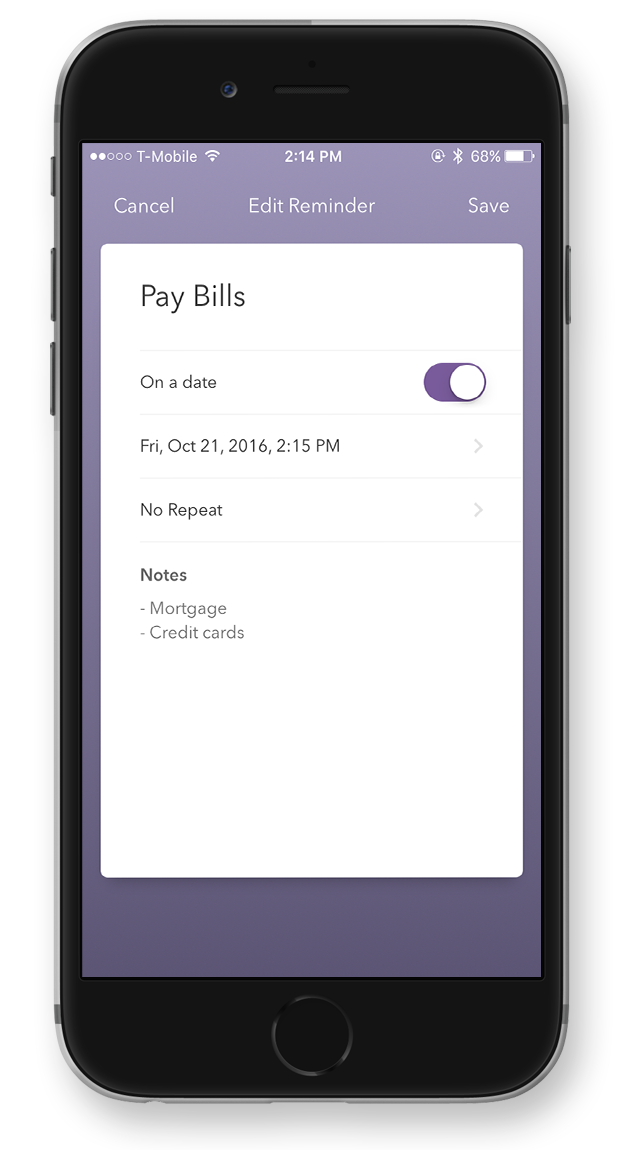 T-Mobile 2:14 PM 68%
Cancel Edit Reminder Save
Pay Bills
On a date
Fri, Oct 21, 2016, 2:15 PM
No Repeat
Notes
- Mortgage
- Credit cards